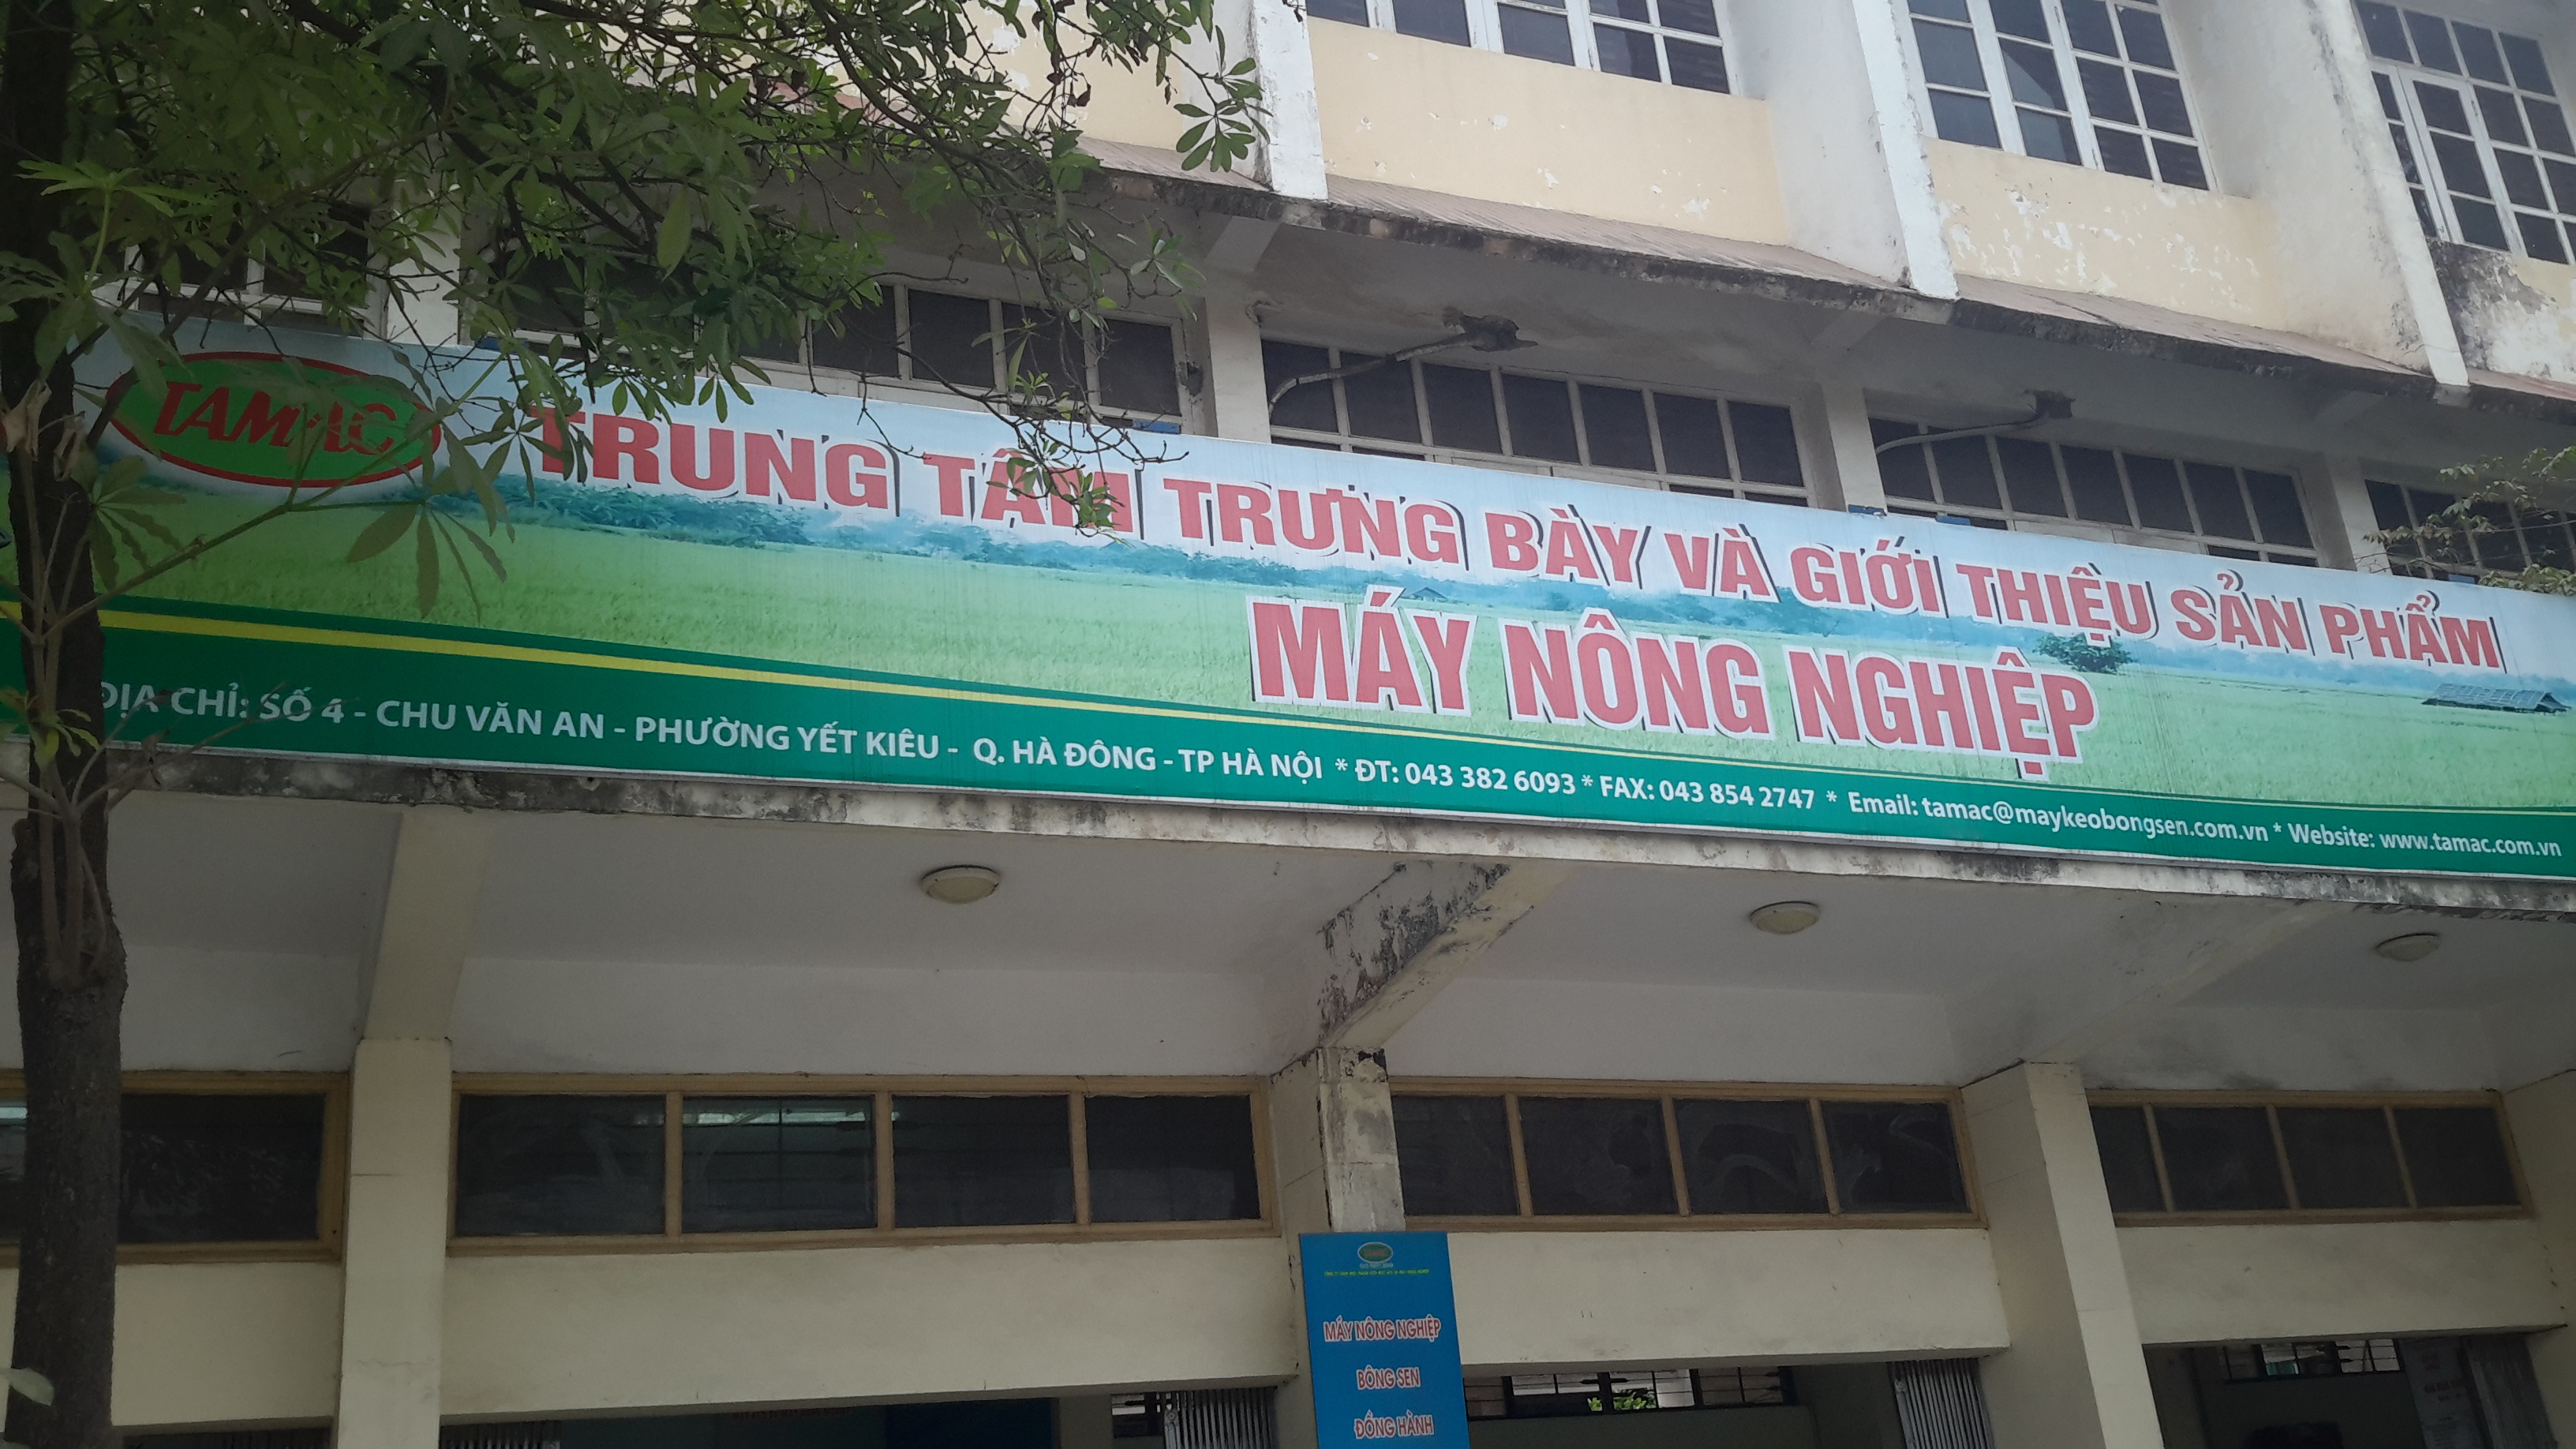 TAMAC
TRUNG TÂM TRƯNG BÀY VÀ GIỚI THIỆU SẢN PHẨM
MÁY NÔNG NGHIỆP
ĐỊA CHỈ: SỐ 4 - CHU VĂN AN - PHƯỜNG YẾT KIÊU - Q. HÀ ĐÔNG - TP HÀ NỘI * ĐT: 043 382 6093 * FAX: 043 854 2747 * Email: tamac@maykeobongsen.com.vn * Website: www.tamac.com.vn
MÁY NÔNG NGHIỆP
BÔNG SEN
ĐỒNG HÀNH